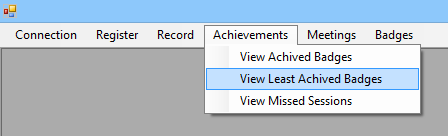 Connection Register Record Achievements Meetings Badges
View Achived Badges
View Least Achived Badges
View Missed Sessions